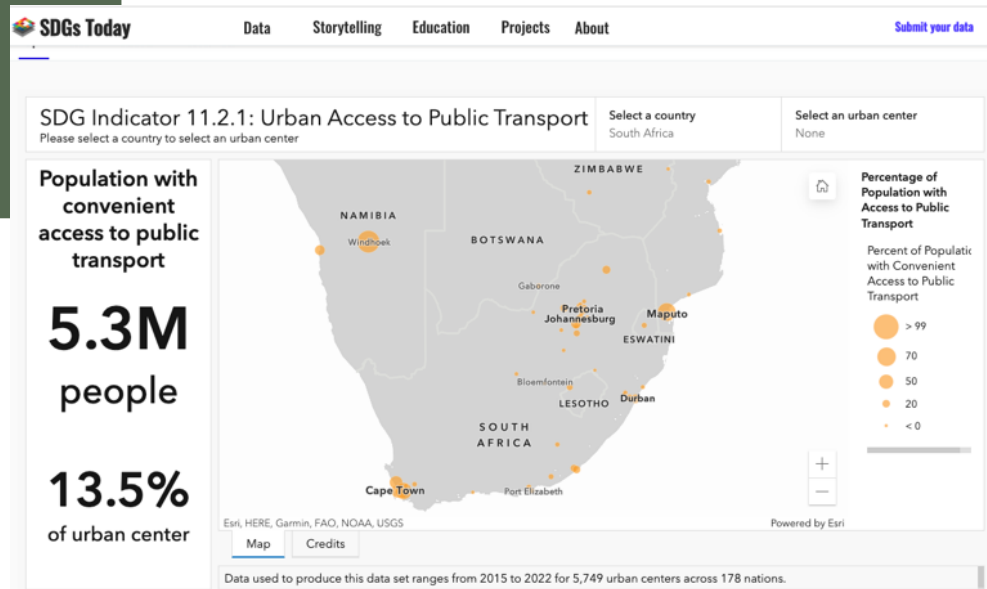 SDGs Today
Data
Storytelling
Education
Projects
About
Submit your data
SDG Indicator 11.2.1: Urban Access to Public Transport
Please select a country to select an urban center
Select a country
South Africa
Select an urban center
None
Population with
convenient
access to public
transport
5.3M
people
13.5%
of urban center
ZIMBABWE
NAMIBIA
Windhoek
BOTSWANA
Gaborone
Pretoria
Johannesburg
Maputo
ESWATINI
Bloemfontein
LESOTHO
Durban
SOUTH
AFRICA
Cape Town
Port Elizabeth
Esri, HERE, Garmin, FAO, NOAA, USGS
Powered by Esri
Percentage of
Population with
Access to Public
Transport
Percent of Populatic
with Convenient
Access to Public
Transport
> 99
70
50
20
< 0
Map
Credits
Data used to produce this data set ranges from 2015 to 2022 for 5,749 urban centers across 178 nations.